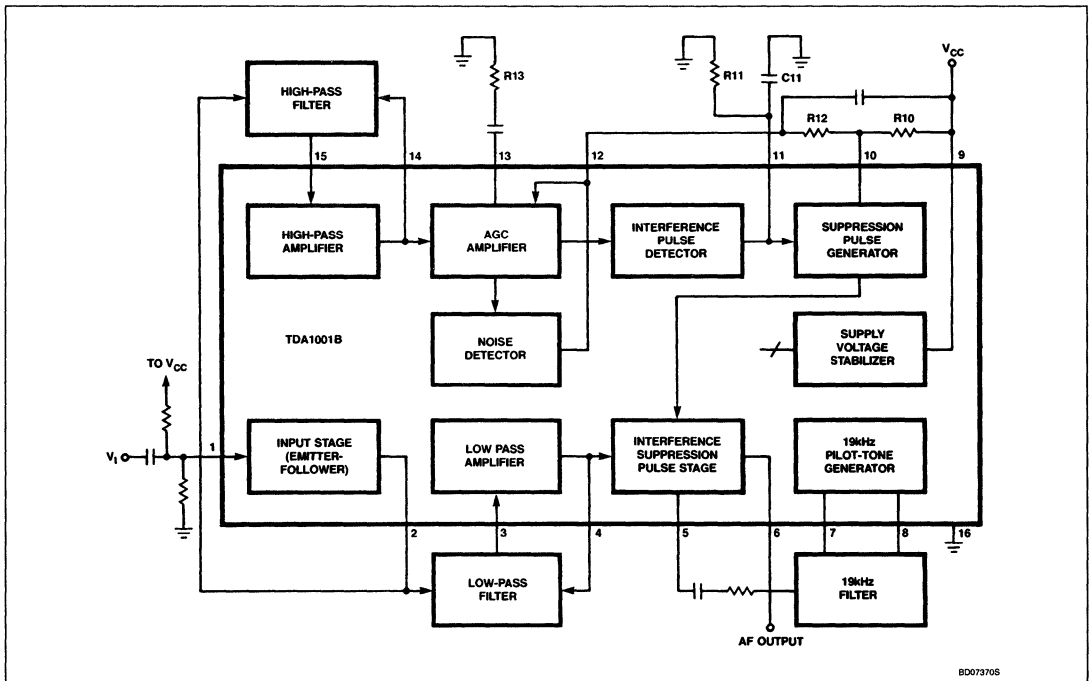 R13
R11
C11
VCC
HIGH-PASS
FILTER
R12
R10
15
14
13
12
11
10
9
HIGH-PASS
AMPLIFIER
AGC
AMPLIFIER
INTERFERENCE
PULSE
DETECTOR
SUPPRESSION
PULSE
GENERATOR
TDA1001B
NOISE
DETECTOR
SUPPLY
VOLTAGE
STABILIZER
TO VCC
VI
1
INPUT STAGE
(EMITTER-
FOLLOWER)
LOW PASS
AMPLIFIER
INTERFERENCE
SUPPRESSION
PULSE STAGE
19kHz
PILOT-TONE
GENERATOR
2
3
4
5
6
7
8
16
LOW-PASS
FILTER
19kHz
FILTER
AF OUTPUT
BD07370S